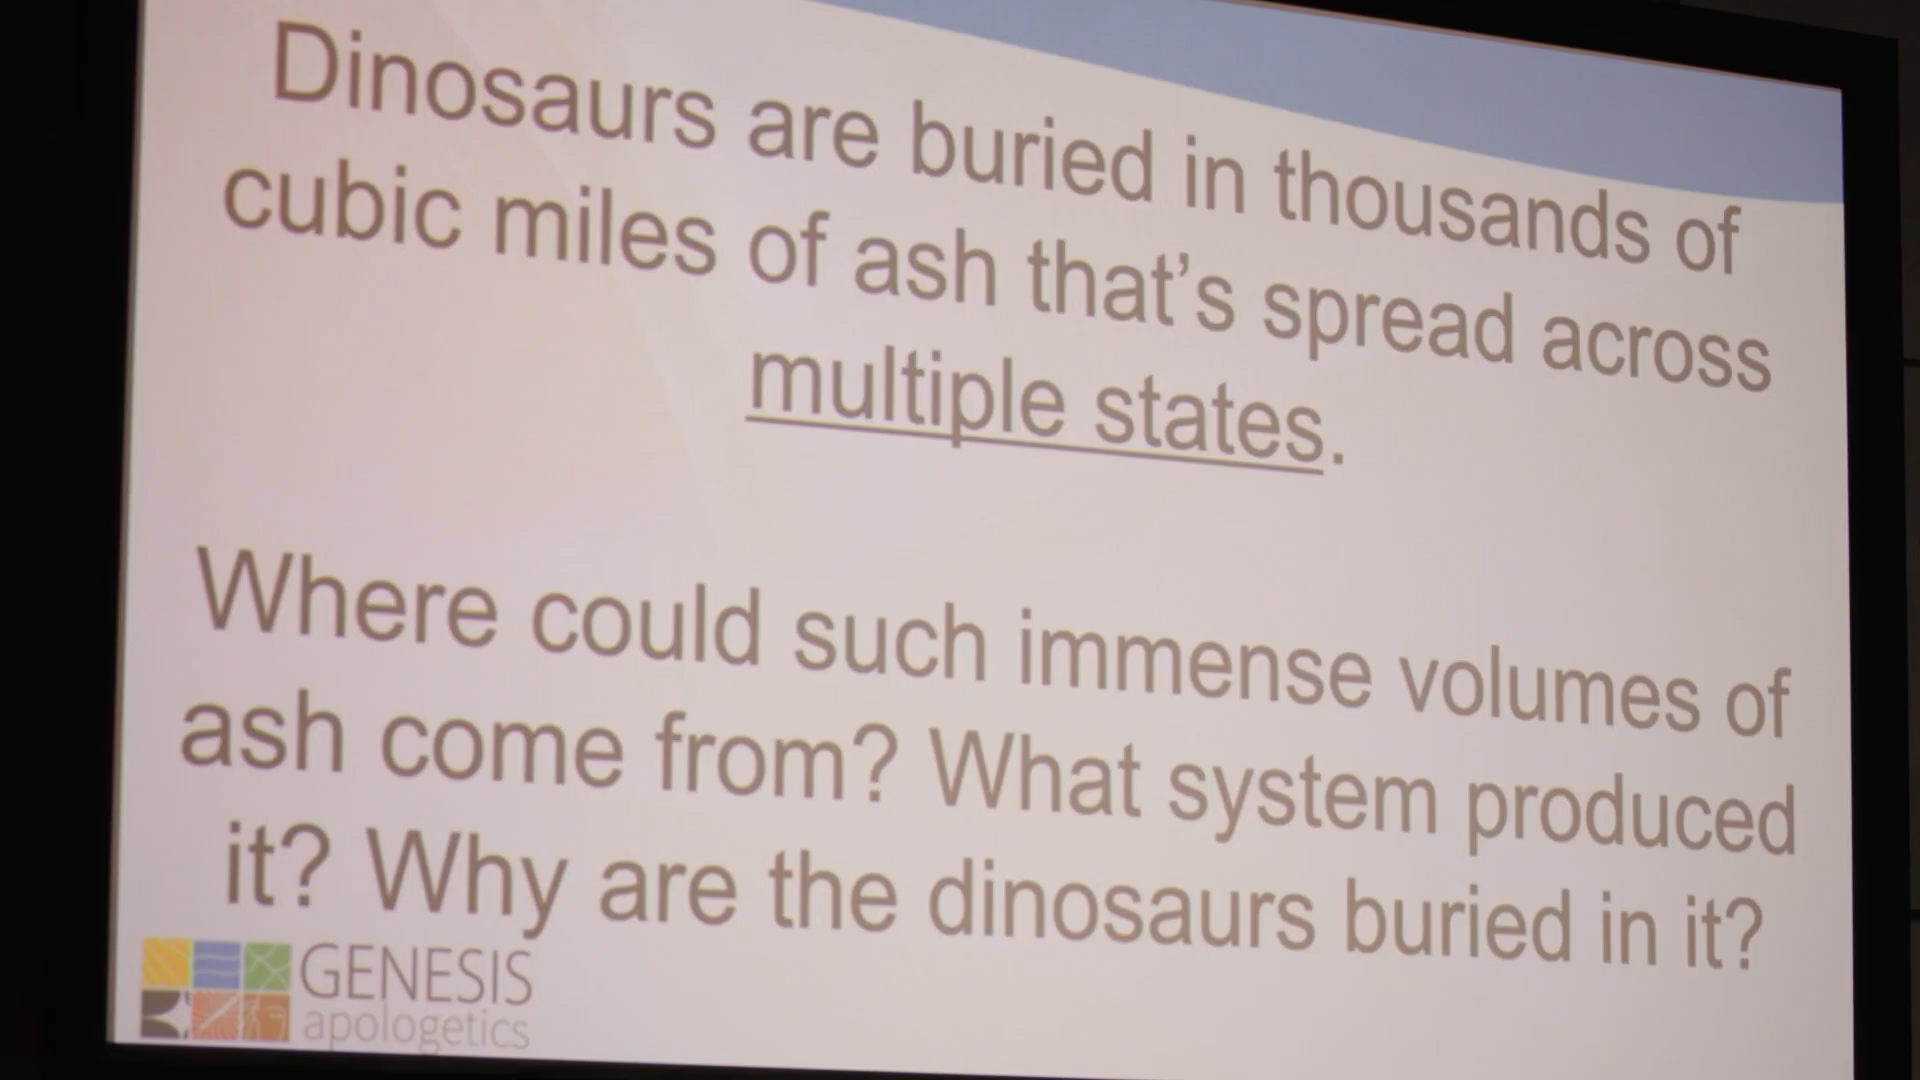 Dinosaurs are buried in thousands of
cubic miles of ash that's spread across
multiple states.
Where could such immense volumes of
ash come from? What system produced
it? Why are the dinosaurs buried in it?
GENESIS
apologetics